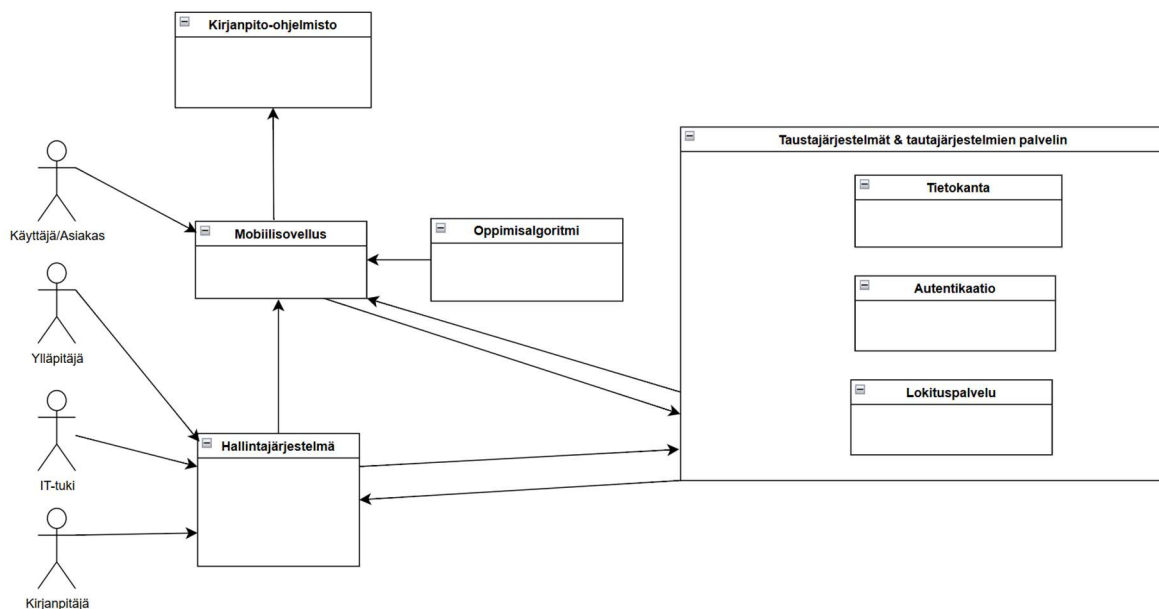 Kirjanpito-ohjelmisto
Taustajärjestelmät & tautajärjestelmien palvelin
Tietokanta
Käyttäjä/Asiakas
Mobiilisovellus
Oppimisalgoritmi
Autentikaatio
Ylläpitäjä
Lokituspalvelu
Hallintajärjestelmä
IT-tuki
Kirjanpitäjä